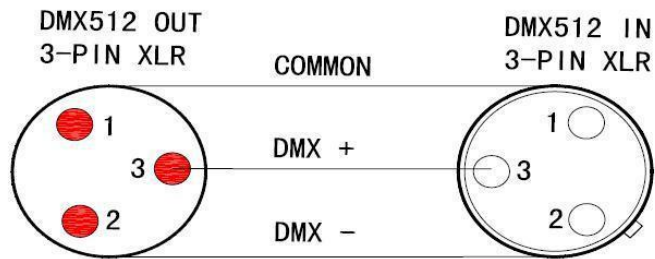 DMX512 OUT
3-PIN XLR
DMX512 IN
3-PIN XLR
COMMON
DMX +
DMX -
1
3
2
1
3
2